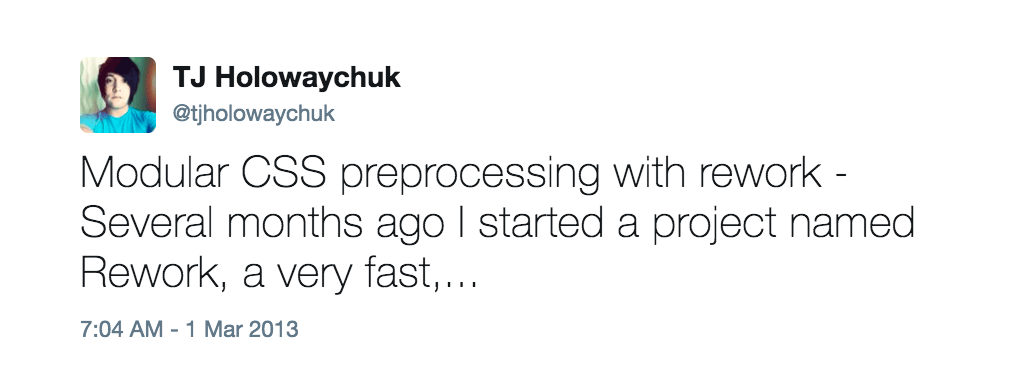 TJ Holowaychuk
@tjholowaychuk
Modular CSS preprocessing with rework -
Several months ago I started a project named
Rework, a very fast,...
7:04 AM - 1 Mar 2013